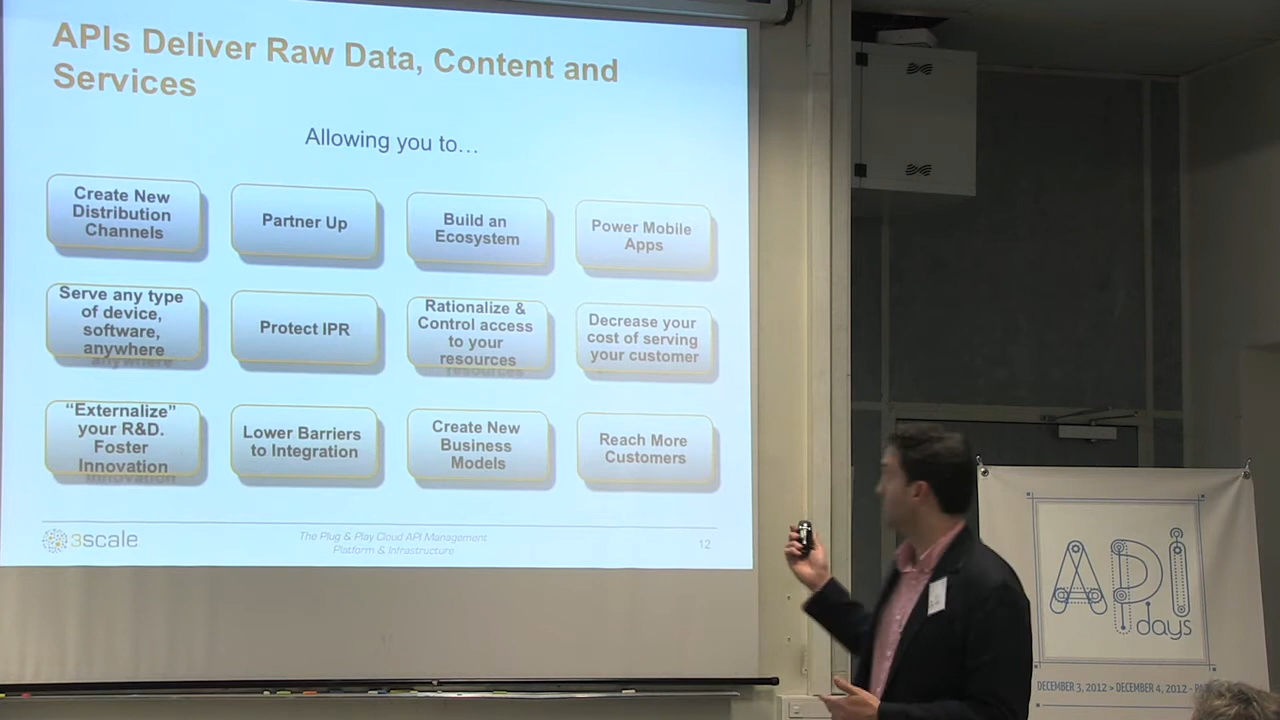 APIs Deliver Raw Data, Content and
Services
Allowing you to…
Create New
Distribution
Channels
Partner Up
Build an
Ecosystem
Power Mobile
Apps
Serve any type
of device,
software,
anywhere
Protect IPR
Rationalize &
Control access
to your
resources
Decrease your
cost of serving
your customer
“Externalize”
your R&D.
Foster
Innovation
Lower Barriers
to Integration
Create New
Business
Models
Reach More
Customers
3scale
The Plug & Play Cloud API Management
Platform & Infrastructure
12
API
days
DECEMBER 3, 2012 > DECEMBER 4, 2012 -